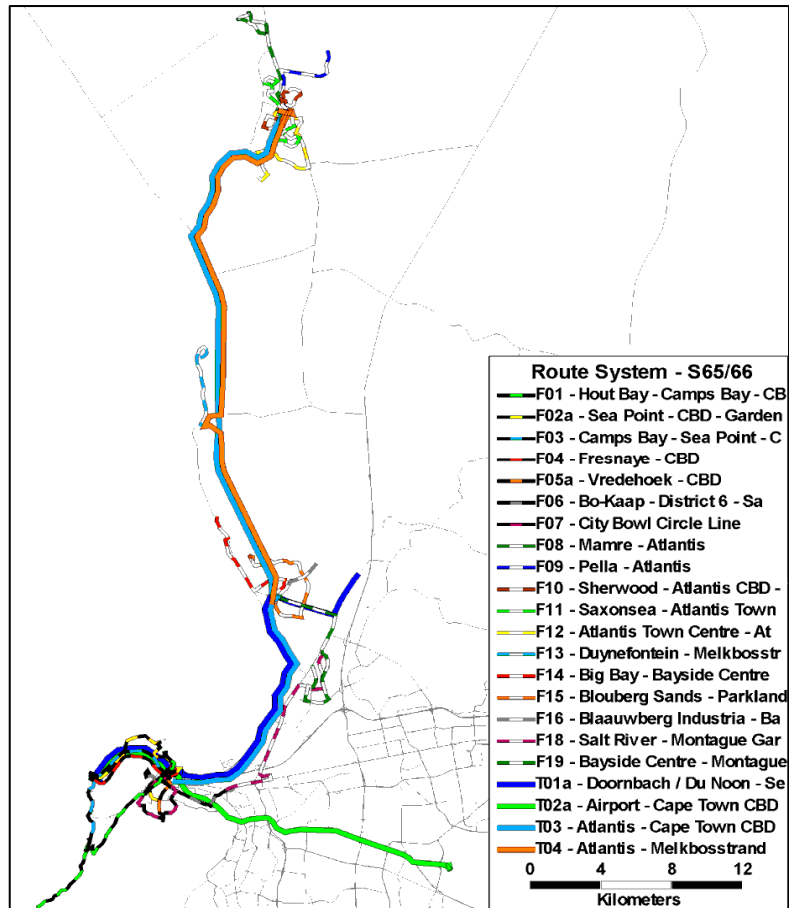 Route System - S65/66
F01 - Hout Bay - Camps Bay - CB
F02a - Sea Point - CBD - Garden
F03 - Camps Bay - Sea Point - C
F04 - Fresnaye - CBD
F05a - Vredehoek - CBD
F06 - Bo-Kaap - District 6 - Sa
F07 - City Bowl Circle Line
F08 - Mamre - Atlantis
F09 - Pella - Atlantis
F10 - Sherwood - Atlantis CBD -
F11 - Saxonsea - Atlantis Town
F12 - Atlantis Town Centre - At
F13 - Duynefontein - Melkbosstr
F14 - Big Bay - Bayside Centre
F15 - Blouberg Sands - Parkland
F16 - Blaauwberg Industria - Ba
F18 - Salt River - Montague Gar
F19 - Bayside Centre - Montague
T01a - Doornbach / Du Noon - Se
T02a - Airport - Cape Town CBD
T03 - Atlantis - Cape Town CBD
T04 - Atlantis - Melkbosstrand
0 4 8 12
Kilometers